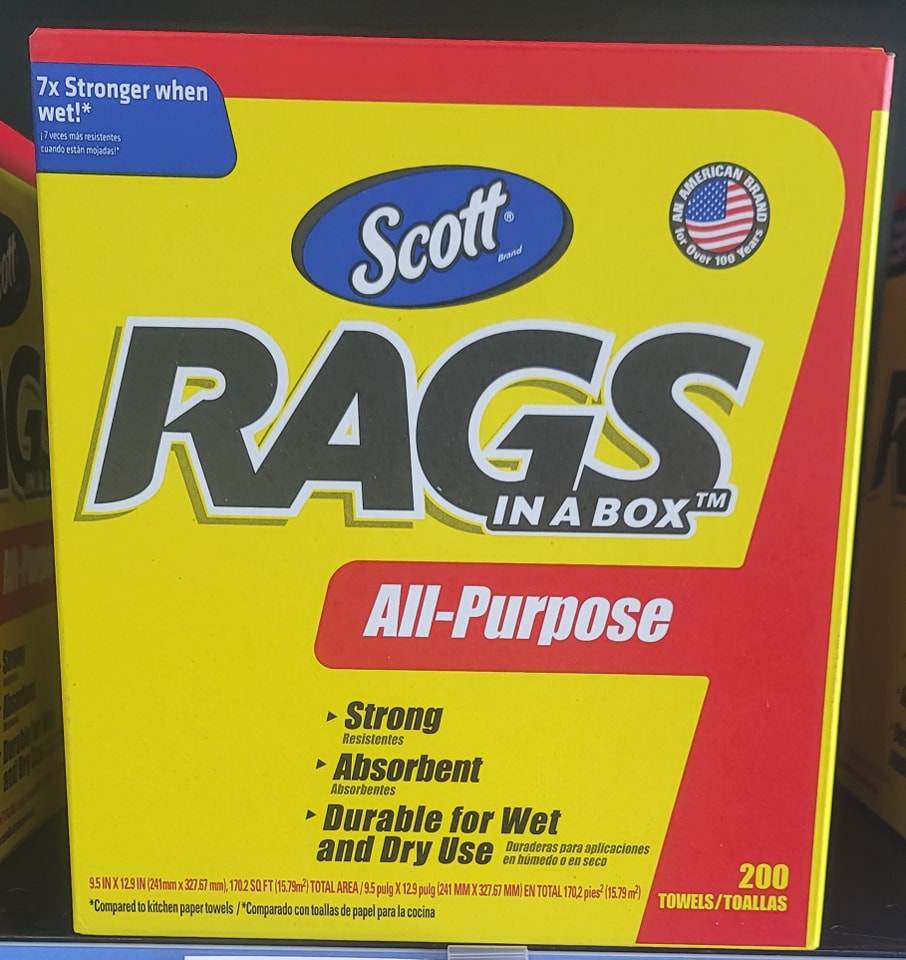 7x Stronger when
wet!*
¡7 veces más resistentes
cuando están mojadas!*
Scott®
Brand
AN AMERICAN BRAND
for Over 100 Years
RAGS
IN A BOX™
All-Purpose
▸ Strong
Resistentes
▸ Absorbent
Absorbentes
▸ Durable for Wet
and Dry Use
Duraderas para aplicaciones
en húmedo o en seco
9.5 IN X 12.9 IN (241mm x 327.67 mm), 170.2 SQ FT (15.79m²) TOTAL AREA / 9.5 pulg X 12.9 pulg (241 MM X 327.67 MM) EN TOTAL 170,2 pies² (15.79 m²)
*Compared to kitchen paper towels / *Comparado con toallas de papel para la cocina
200
TOWELS/TOALLAS